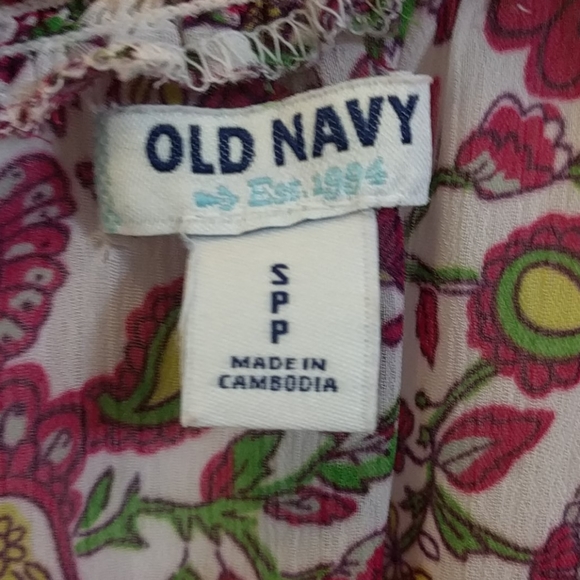 OLD NAVY
Est. 1994
S
P
P
MADE IN
CAMBODIA